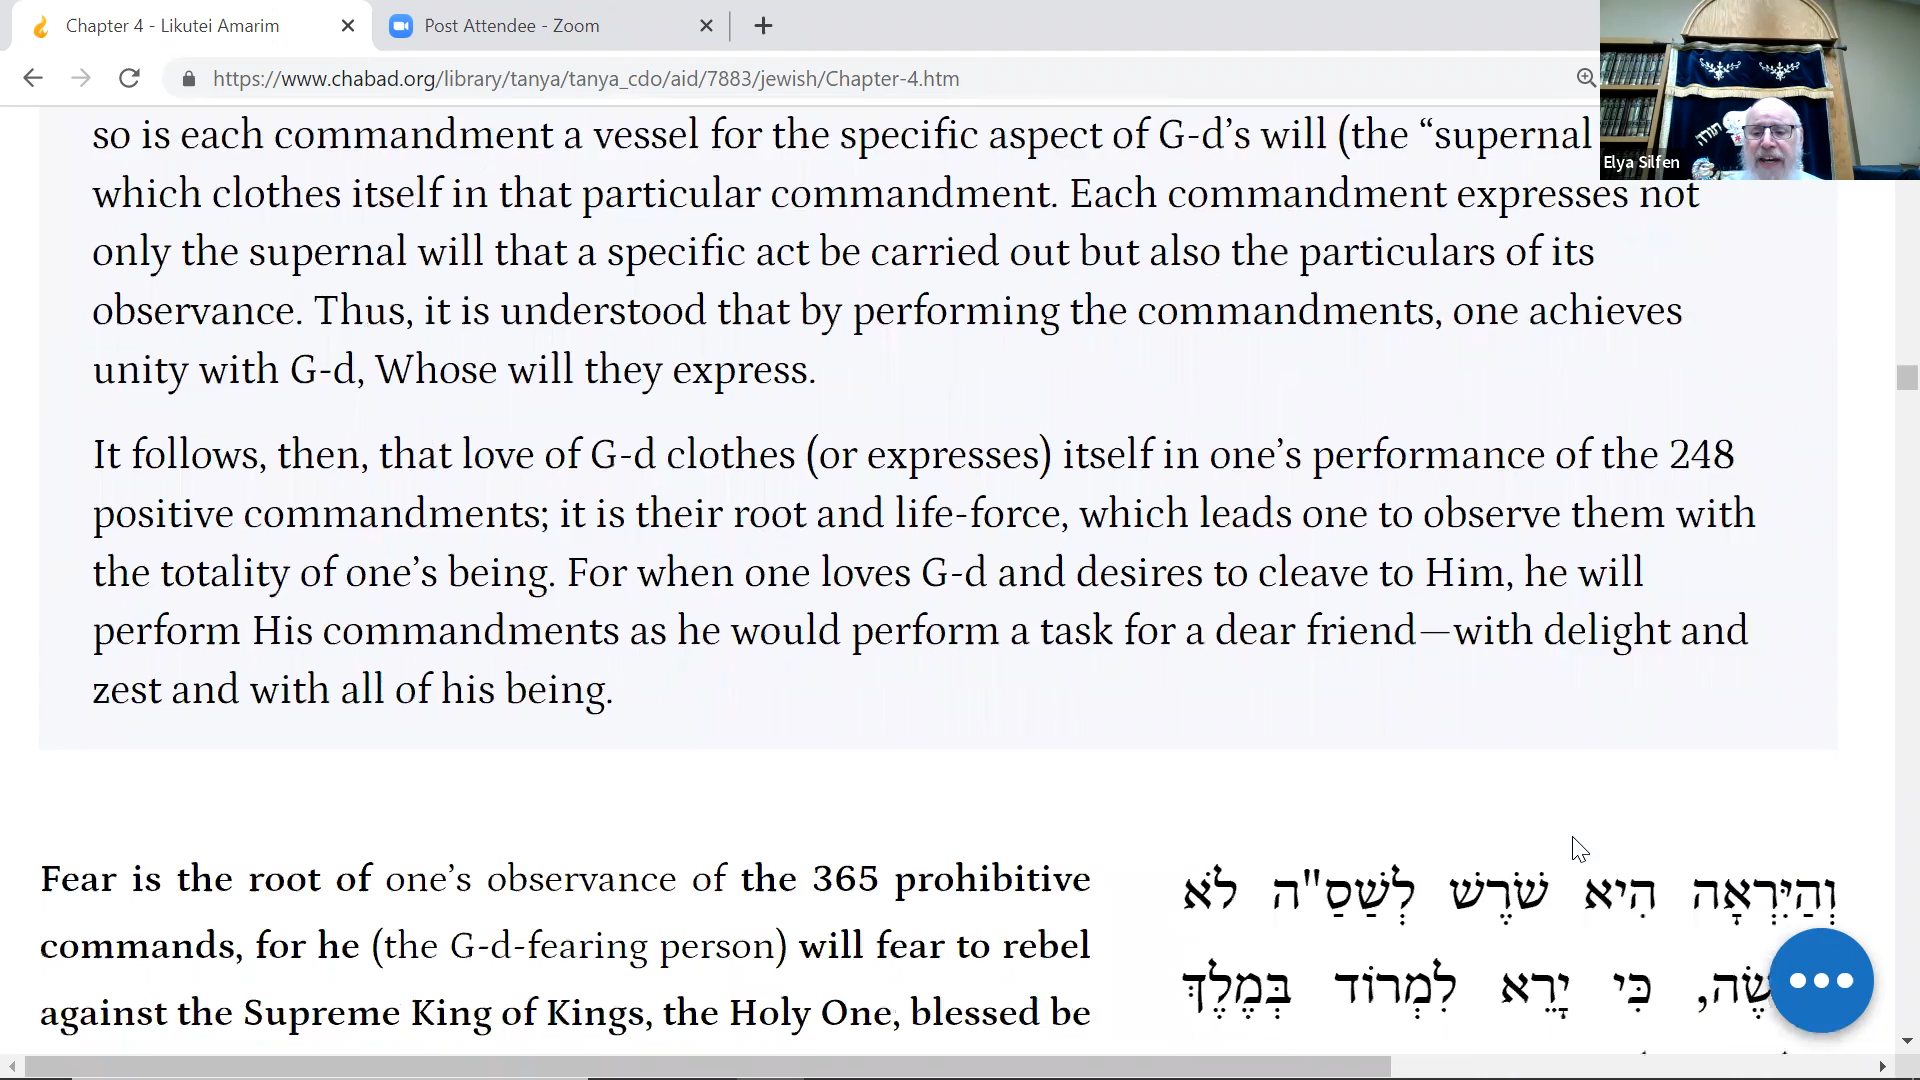 Chapter 4 - Likutei Amarim
Post Attendee - Zoom
https://www.chabad.org/library/tanya/tanya_cdo/aid/7883/jewish/Chapter-4.htm
so is each commandment a vessel for the specific aspect of G-d’s will (the “supernal
Elya Silfen
תורה
which clothes itself in that particular commandment. Each commandment expresses not
only the supernal will that a specific act be carried out but also the particulars of its
observance. Thus, it is understood that by performing the commandments, one achieves
unity with G-d, Whose will they express.
It follows, then, that love of G-d clothes (or expresses) itself in one’s performance of the 248
positive commandments; it is their root and life-force, which leads one to observe them with
the totality of one’s being. For when one loves G-d and desires to cleave to Him, he will
perform His commandments as he would perform a task for a dear friend—with delight and
zest and with all of his being.
Fear is the root of one’s observance of the 365 prohibitive
commands, for he (the G-d-fearing person) will fear to rebel
against the Supreme King of Kings, the Holy One, blessed be
וְהַיִּרְאָה הִיא שֹׁרֶשׁ לְשַׁסַ"ה לֹא
כִּי יָרֵא לִמְרוֹד בְּמֶלֶךְ